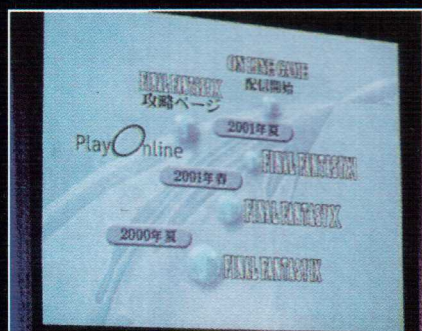 ON LINE GAME
配信開始
FINAL FANTASY IX
攻略ページ
2001年夏
PlayOnline
FINAL FANTASY XI
2001年春
FINAL FANTASY X
2000年夏
FINAL FANTASY IX